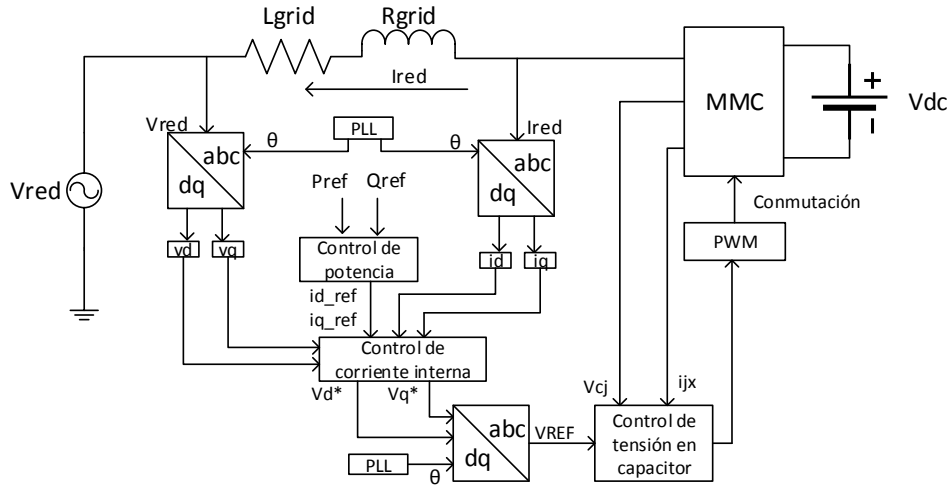 Lgrid
Rgrid
Ired
MMC
Vdc
Vred
PLL
Ired
θ
θ
abc
dq
abc
dq
Vred
Pref
Qref
Conmutación
vd
vq
Control de
potencia
id
iq
PWM
id_ref
iq_ref
Control de
corriente interna
Vd*
Vq*
Vcj
ijx
abc
dq
VREF
Control de
tensión en
capacitor
PLL
θ